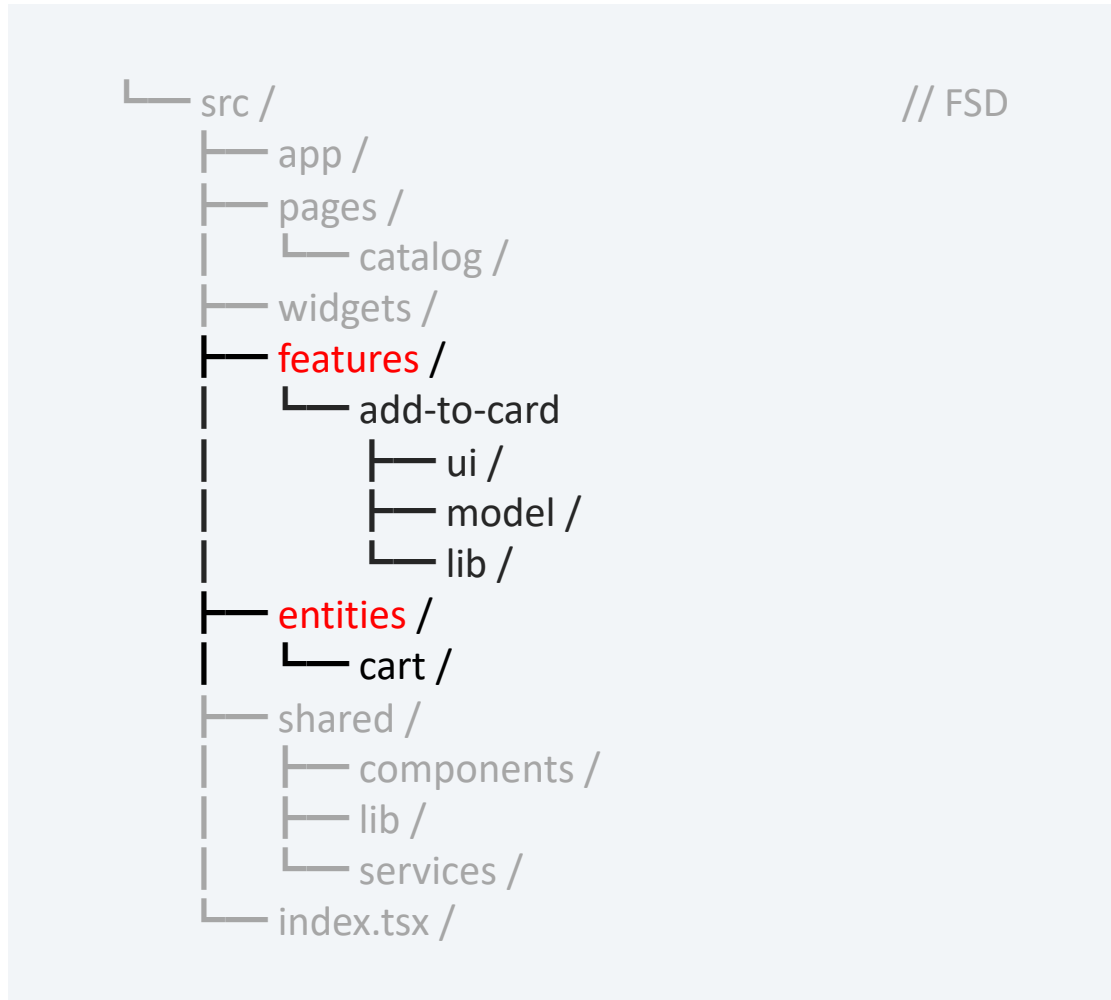 └── src / // FSD
├── app /
├── pages /
│ └── catalog /
├── widgets /
├── features /
│ └── add-to-card
│ ├── ui /
│ ├── model /
│ └── lib /
├── entities /
│ └── cart /
├── shared /
│ ├── components /
│ ├── lib /
│ └── services /
└── index.tsx /